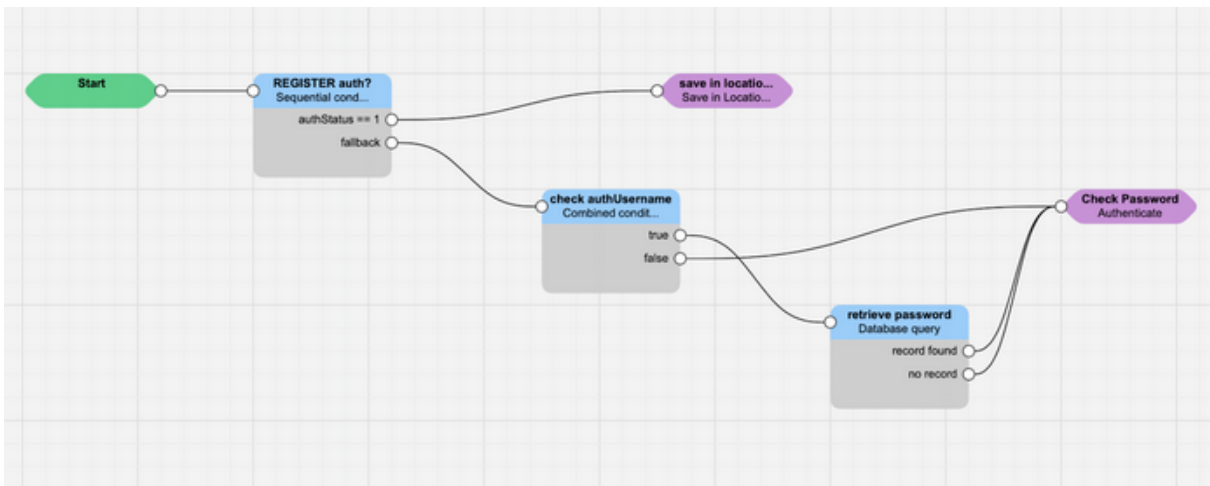 Start
REGISTER auth?
Sequential cond...
authStatus == 1
fallback
save in locatio...
Save in Locatio...
check authUsername
Combined condit...
true
false
Check Password
Authenticate
retrieve password
Database query
record found
no record